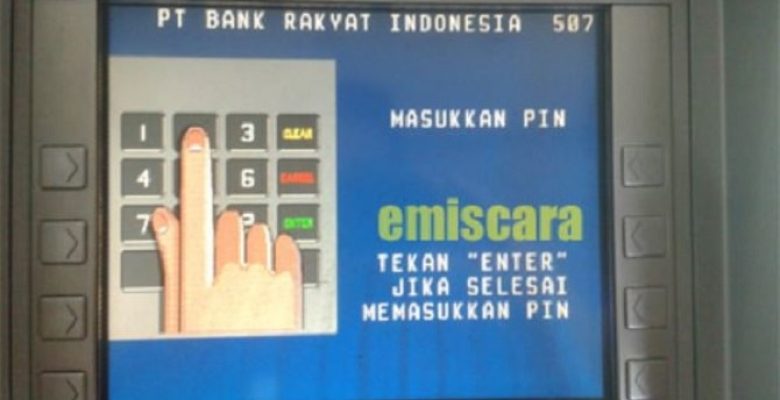 PT BANK RAKYAT INDONESIA 507
MASUKKAN PIN
1 3 CLEAR
4 6 CANCEL
7 ENTER
emiscara
TEKAN "ENTER"
JIKA SELESAI
MEMASUKKAN PIN